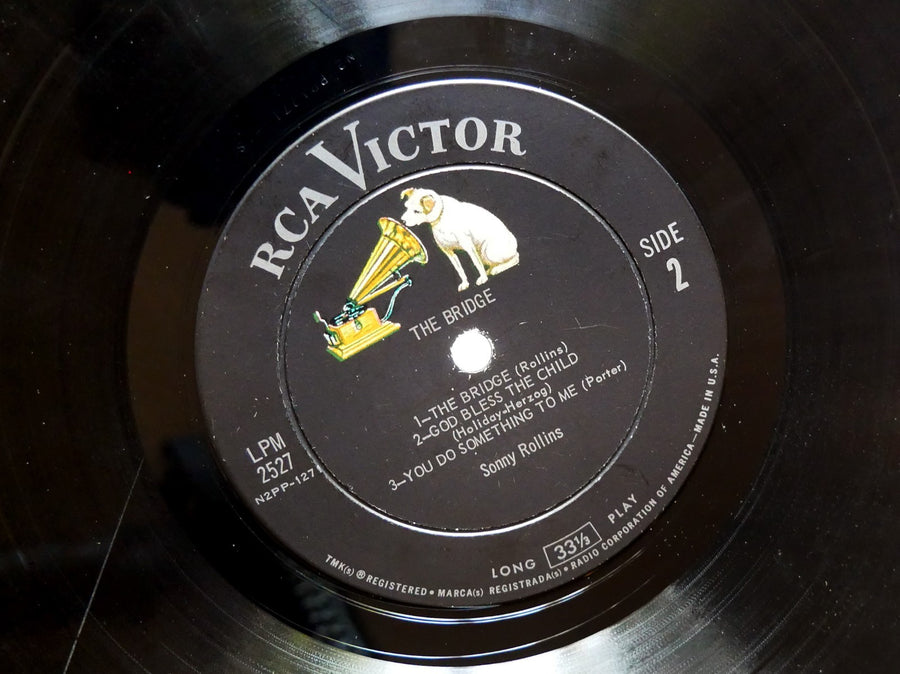 RCA VICTOR
SIDE
2
THE BRIDGE
1–THE BRIDGE (Rollins)
2–GOD BLESS THE CHILD
(Holiday-Herzog)
3–YOU DO SOMETHING TO ME (Porter)
Sonny Rollins
LPM
2527
N2PP-127
LONG 33⅓ PLAY
TMK(s) ® REGISTERED • MARCA(s) REGISTRADA(s) • RADIO CORPORATION OF AMERICA — MADE IN U.S.A.